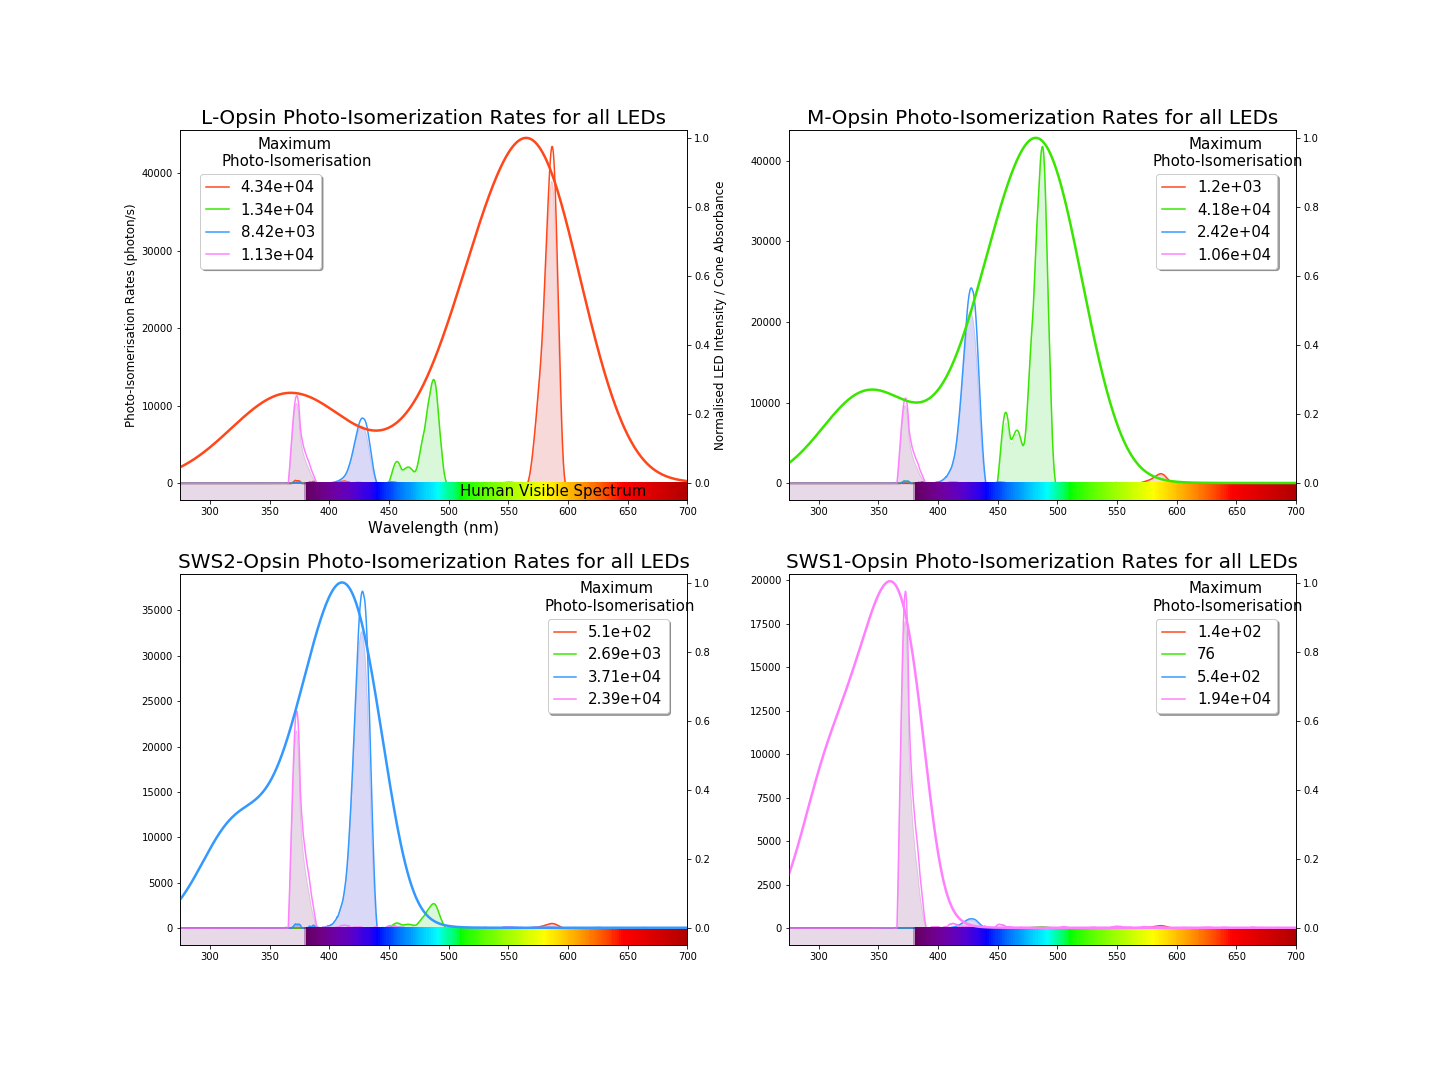 L-Opsin Photo-Isomerization Rates for all LEDs
Maximum
Photo-Isomerisation
4.34e+04
1.34e+04
8.42e+03
1.13e+04
Photo-Isomerisation Rates (photon/s)
40000
30000
20000
10000
0
1.0
0.8
0.6
0.4
0.2
0.0
Normalised LED Intensity / Cone Absorbance
Human Visible Spectrum
300 350 400 450 500 550 600 650 700
Wavelength (nm)
M-Opsin Photo-Isomerization Rates for all LEDs
Maximum
Photo-Isomerisation
1.2e+03
4.18e+04
2.42e+04
1.06e+04
40000
30000
20000
10000
0
1.0
0.8
0.6
0.4
0.2
0.0
300 350 400 450 500 550 600 650 700
SWS2-Opsin Photo-Isomerization Rates for all LEDs
Maximum
Photo-Isomerisation
5.1e+02
2.69e+03
3.71e+04
2.39e+04
35000
30000
25000
20000
15000
10000
5000
0
1.0
0.8
0.6
0.4
0.2
0.0
300 350 400 450 500 550 600 650 700
SWS1-Opsin Photo-Isomerization Rates for all LEDs
Maximum
Photo-Isomerisation
1.4e+02
76
5.4e+02
1.94e+04
20000
17500
15000
12500
10000
7500
5000
2500
0
1.0
0.8
0.6
0.4
0.2
0.0
300 350 400 450 500 550 600 650 700